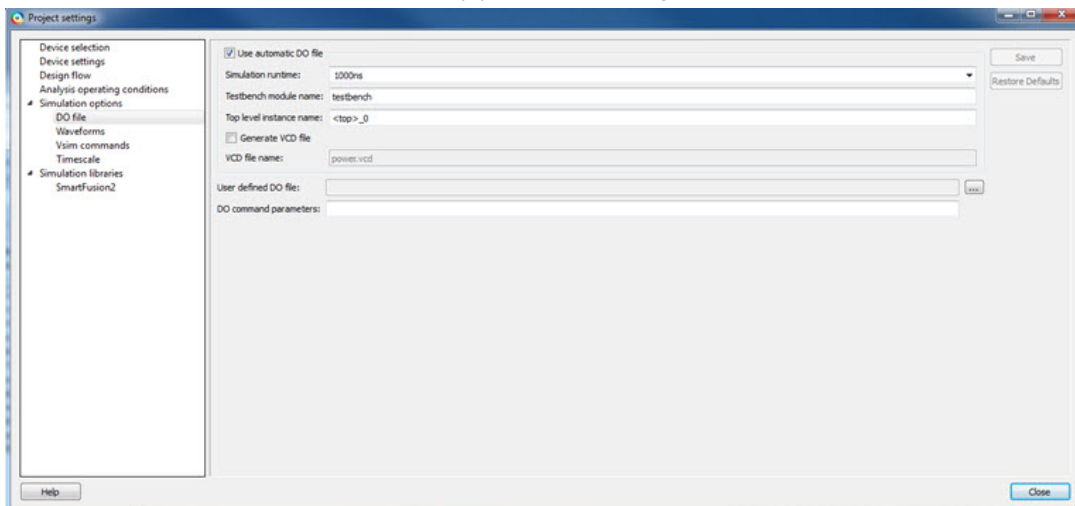 Project settings
Device selection
Device settings
Design flow
Analysis operating conditions
Simulation options
DO file
Waveforms
Vsim commands
Timescale
Simulation libraries
SmartFusion2
Use automatic DO file
Simulation runtime: 1000ns
Testbench module name: testbench
Top level instance name: <top>_0
Generate VCD file
VCD file name: power.vcd
User defined DO file: ...
DO command parameters:
Save
Restore Defaults
Help
Close